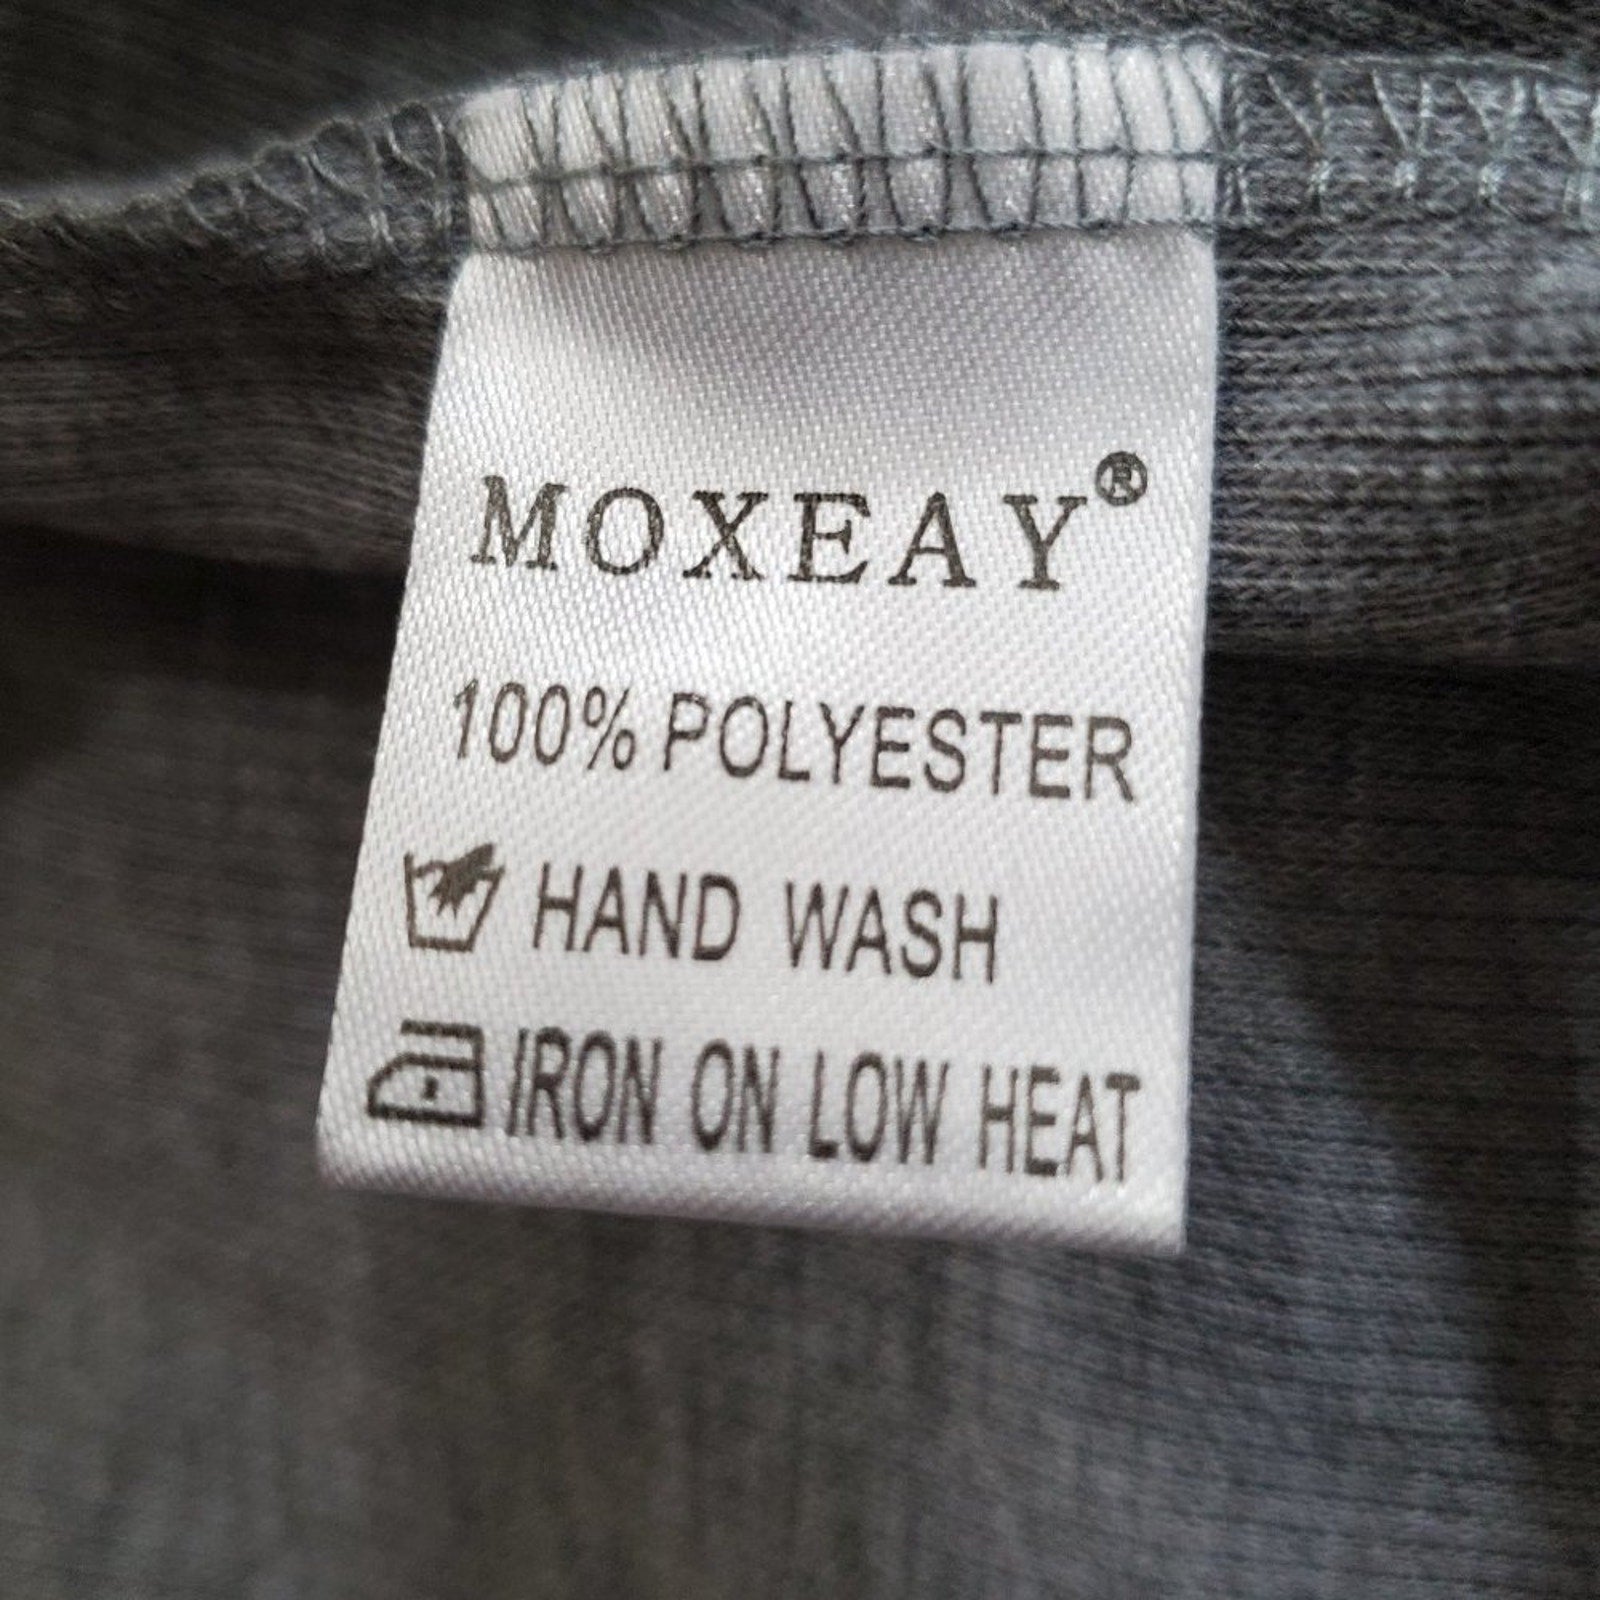 MOXEAY®
100% POLYESTER
HAND WASH
IRON ON LOW HEAT